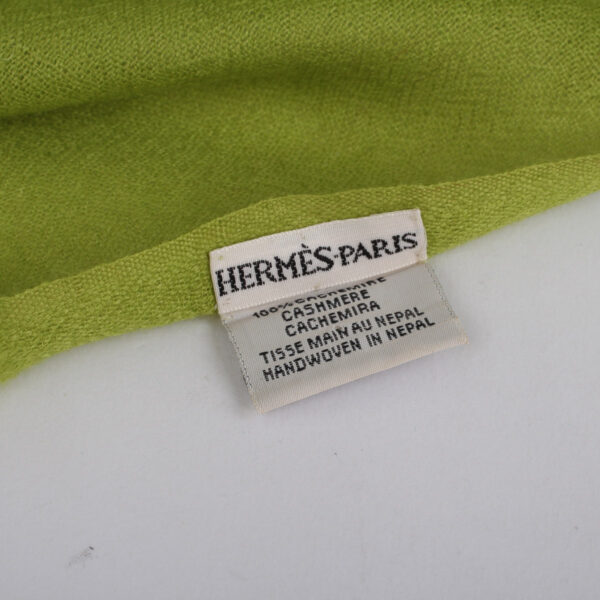 HERMÈS-PARIS
100% CACHEMIRE
CASHMERE
CACHEMIRA
TISSE MAIN AU NEPAL
HANDWOVEN IN NEPAL